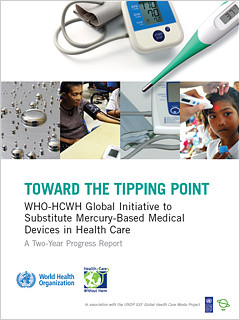 TOWARD THE TIPPING POINT
WHO-HCWH Global Initiative to
Substitute Mercury-Based Medical
Devices in Health Care
A Two-Year Progress Report
World Health
Organization
Health Care
Without Harm
In association with the UNDP GEF Global Health Care Waste Project